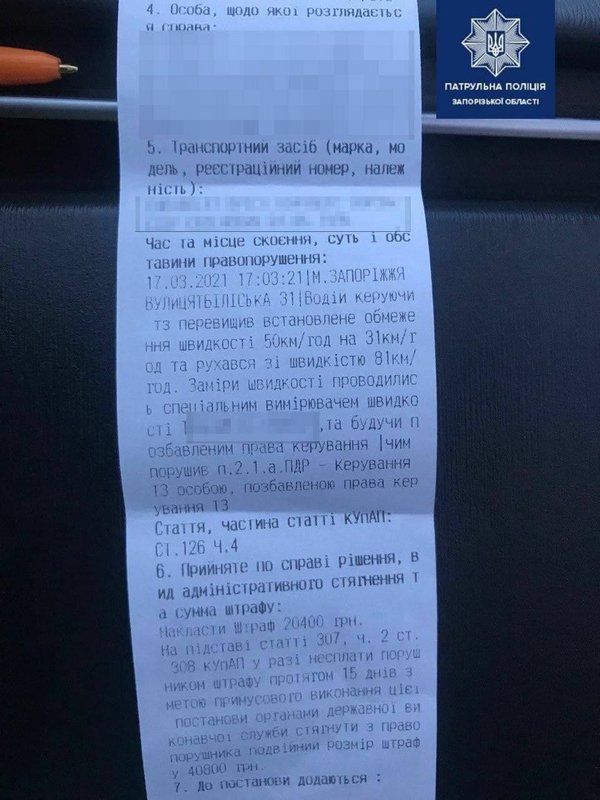 ПАТРУЛЬНА ПОЛІЦІЯ
ЗАПОРІЗЬКОЇ ОБЛАСТІ
4. Особа, щодо якої розглядаєтьс
я справа:
5. Транспортний засіб (марка, мо
дель, реєстраційний номер, належ
ність):
Час та місце скоєння, суть і обс
тавини правопорушення:
17.03.2021 17:03:21|М.ЗАПОРІЖЖЯ
ВУЛИЦЯТБІЛІСЬКА 31|Водій керуючи
тз перевищив встановлене обмеже
ння швидкості 50км/год на 31км/г
од та рухався зі швидкістю 81км/
год. Заміри швидкості проводилис
ь спеціальним вимірювачем швидко
сті ,та будучи п
озбавленим права керування |чим
порушив п.2.1.а.ПДР - керування
ТЗ особою, позбавленою права кер
ування ТЗ
Стаття, частина статті КУпАП:
СТ.126 Ч.4
6. Прийняте по справі рішення, в
ид адміністративного стягнення т
а сума штрафу:
Накласти Штраф 20400 грн.
На підставі статті 307, ч. 2 ст.
308 КУпАП у разі несплати поруш
ником штрафу протягом 15 днів з
метою примусового виконання цієї
постанови органами державної ви
конавчої служби стягнути з право
порушника подвійний розмір штраф
у 40800 грн.
7. До постанови додаються :